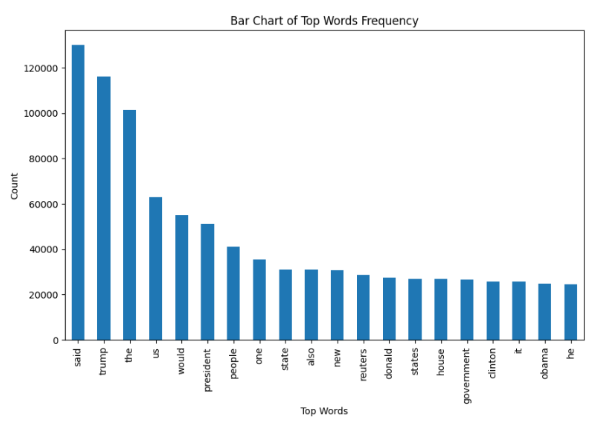 Bar Chart of Top Words Frequency
Count
120000
100000
80000
60000
40000
20000
0
said
trump
the
us
would
president
people
one
state
also
new
reuters
donald
states
house
government
clinton
it
obama
he
Top Words